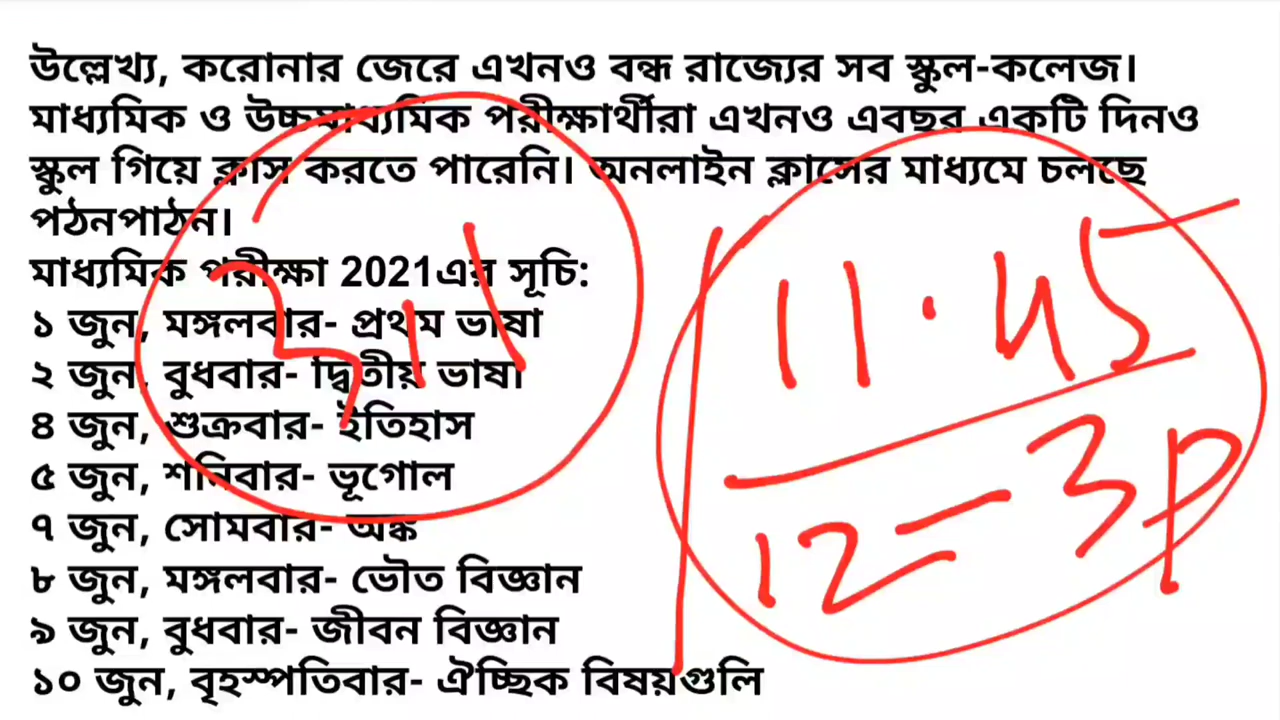 উল্লেখ্য, করোনার জেরে এখনও বন্ধ রাজ্যের সব স্কুল-কলেজ।
মাধ্যমিক ও উচ্চমাধ্যমিক পরীক্ষার্থীরা এখনও এবছর একটি দিনও
স্কুল গিয়ে ক্লাস করতে পারেনি। অনলাইন ক্লাসের মাধ্যমে চলছে
পঠনপাঠন।
মাধ্যমিক পরীক্ষা 2021এর সূচি:
১ জুন, মঙ্গলবার- প্রথম ভাষা
২ জুন, বুধবার- দ্বিতীয় ভাষা
৪ জুন, শুক্রবার- ইতিহাস
৫ জুন, শনিবার- ভূগোল
৭ জুন, সোমবার- অঙ্ক
৮ জুন, মঙ্গলবার- ভৌত বিজ্ঞান
৯ জুন, বুধবার- জীবন বিজ্ঞান
১০ জুন, বৃহস্পতিবার- ঐচ্ছিক বিষয়গুলি
11.45
12=3p